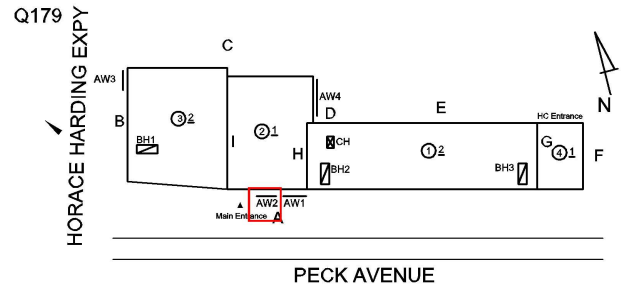 Q179
HORACE HARDING EXPY
C
AW3
AW4
B
D
E
HC Entrance
N
③ 2
② 1
I
H
CH
① 2
G
④ 1
F
BH1
BH2
BH3
AW2 AW1
Main Entrance
A
PECK AVENUE